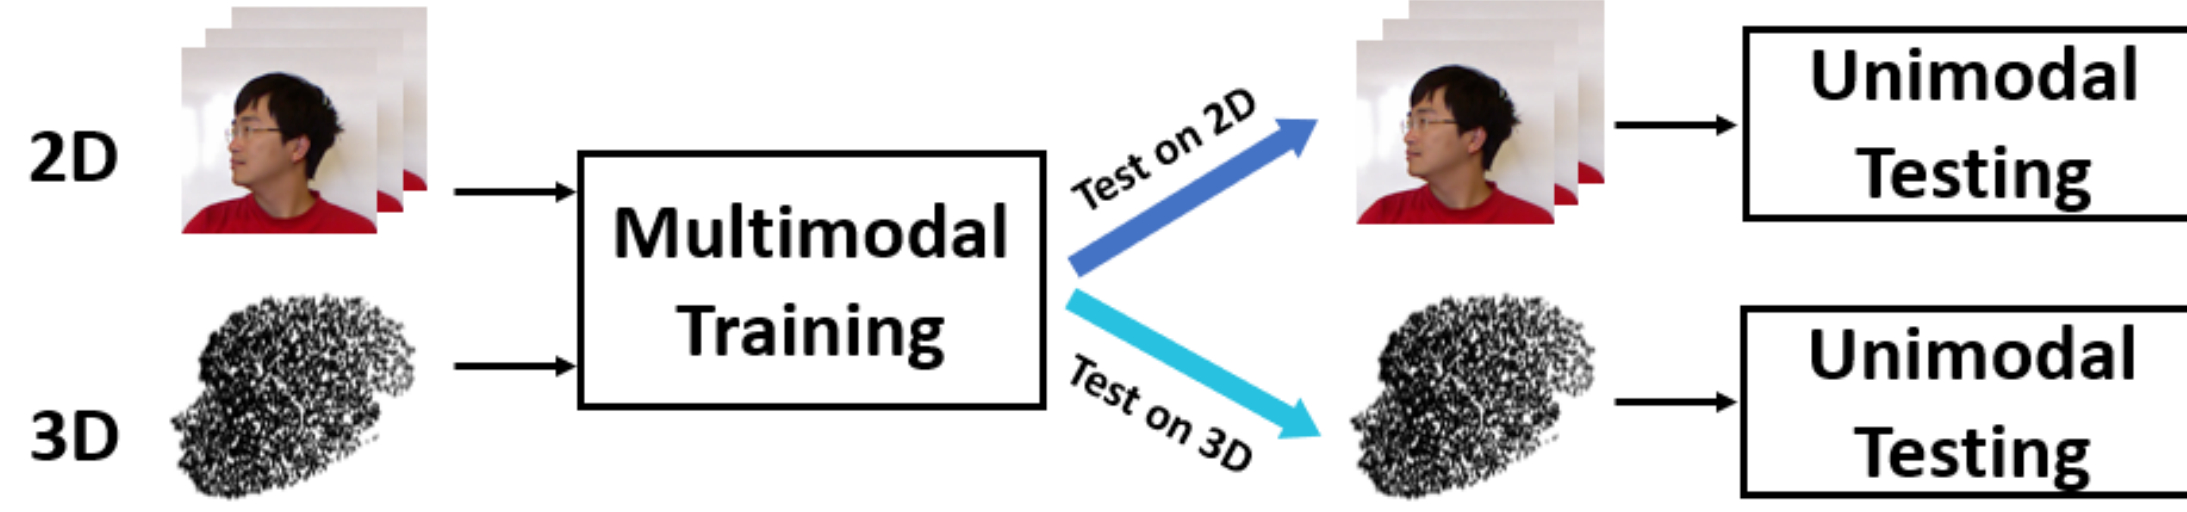 2D
3D
Multimodal
Training
Test on 2D
Test on 3D
Unimodal
Testing
Unimodal
Testing